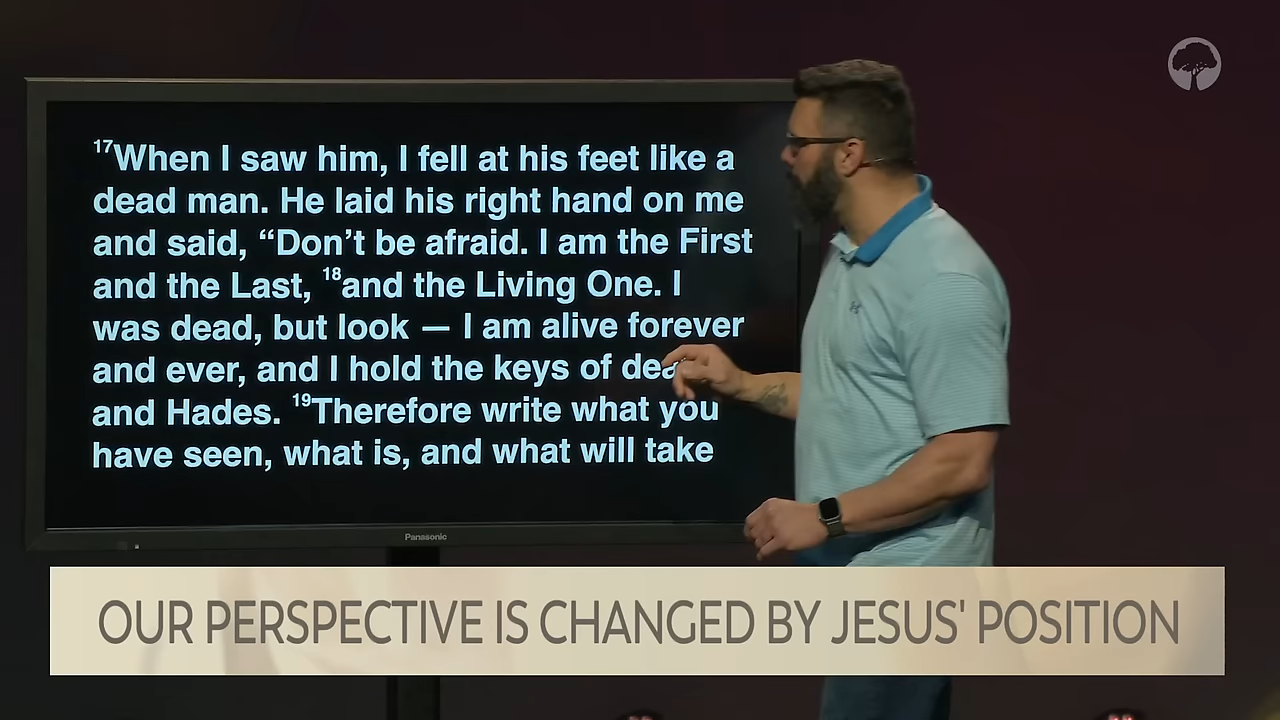 17When I saw him, I fell at his feet like a
dead man. He laid his right hand on me
and said, “Don’t be afraid. I am the First
and the Last, 18and the Living One. I
was dead, but look — I am alive forever
and ever, and I hold the keys of dea
and Hades. 19Therefore write what you
have seen, what is, and what will take
Panasonic
OUR PERSPECTIVE IS CHANGED BY JESUS' POSITION